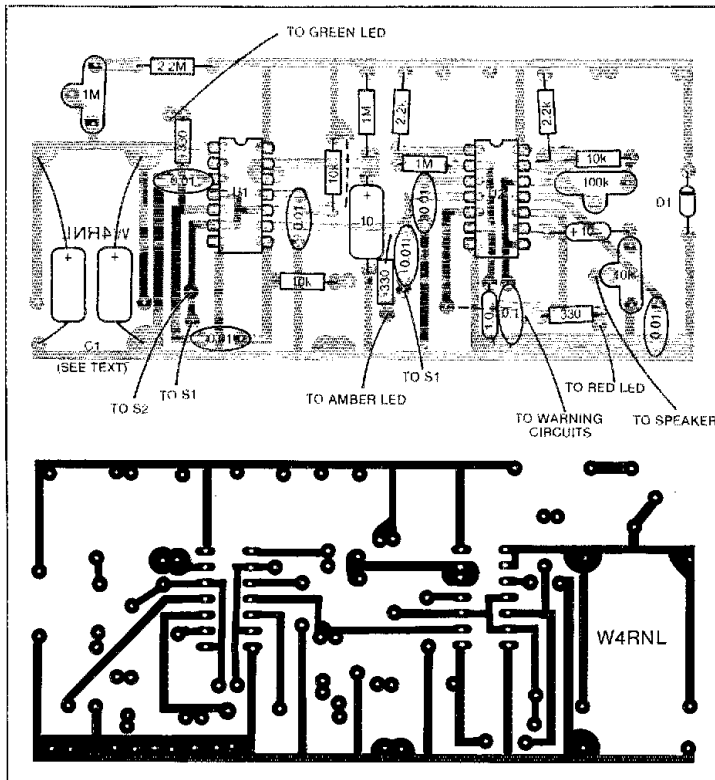 TO GREEN LED
2.2M
1M
330
0.01
U1
10k
1M
2.2k
1M
0.01
10
0.01
330
0.01
10k
0.01
2.2k
10k
100k
D1
+10
10k
0.01
1.0
0.1
330
W4RNL
+
+
C1
(SEE TEXT)
TO S2
TO S1
TO AMBER LED
TO S1
TO WARNING
CIRCUITS
TO RED LED
TO SPEAKER
W4RNL